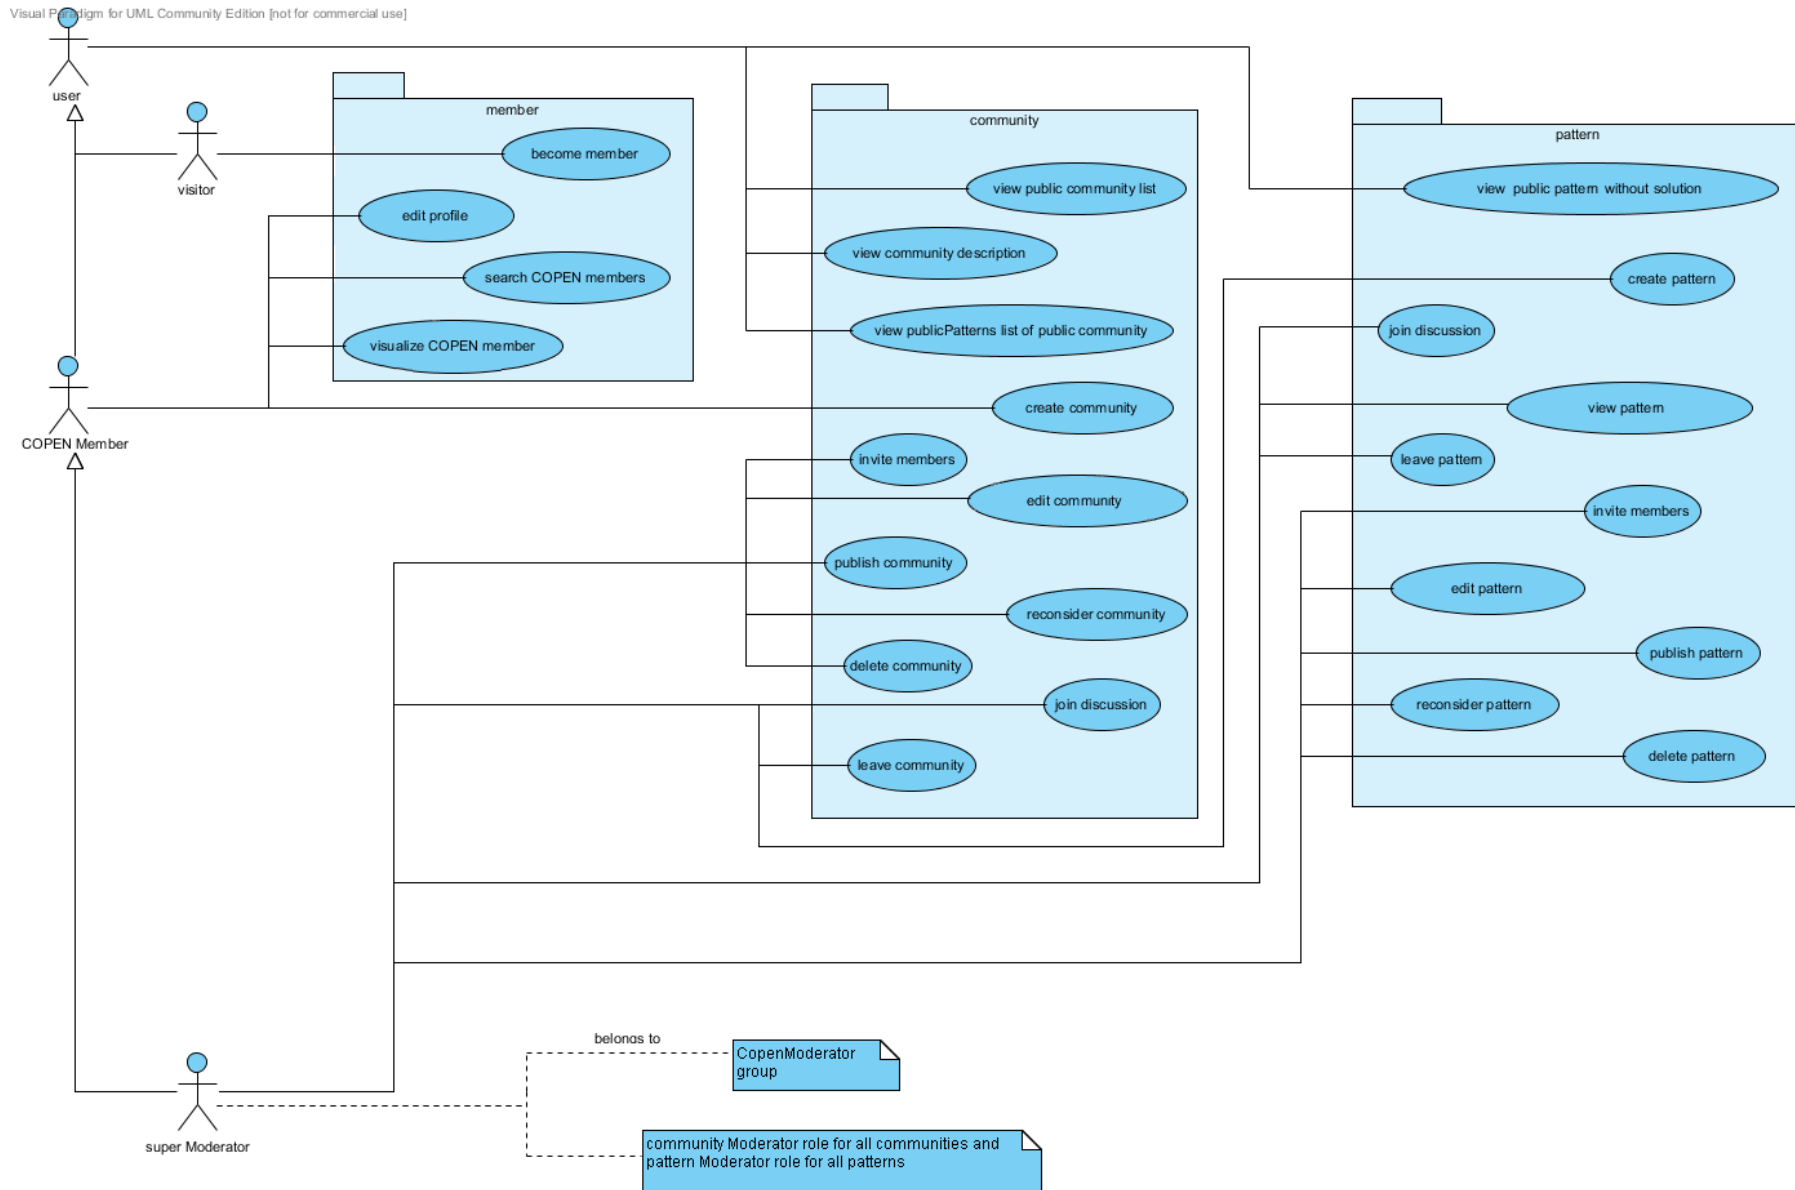 Visual Paradigm for UML Community Edition [not for commercial use]
user
visitor
COPEN Member
super Moderator
member
become member
edit profile
search COPEN members
visualize COPEN member
community
view public community list
view community description
view publicPatterns list of public community
create community
invite members
edit community
publish community
reconsider community
delete community
join discussion
leave community
pattern
view public pattern without solution
create pattern
join discussion
view pattern
leave pattern
invite members
edit pattern
publish pattern
reconsider pattern
delete pattern
belongs to
CopenModerator
group
community Moderator role for all communities and
pattern Moderator role for all patterns